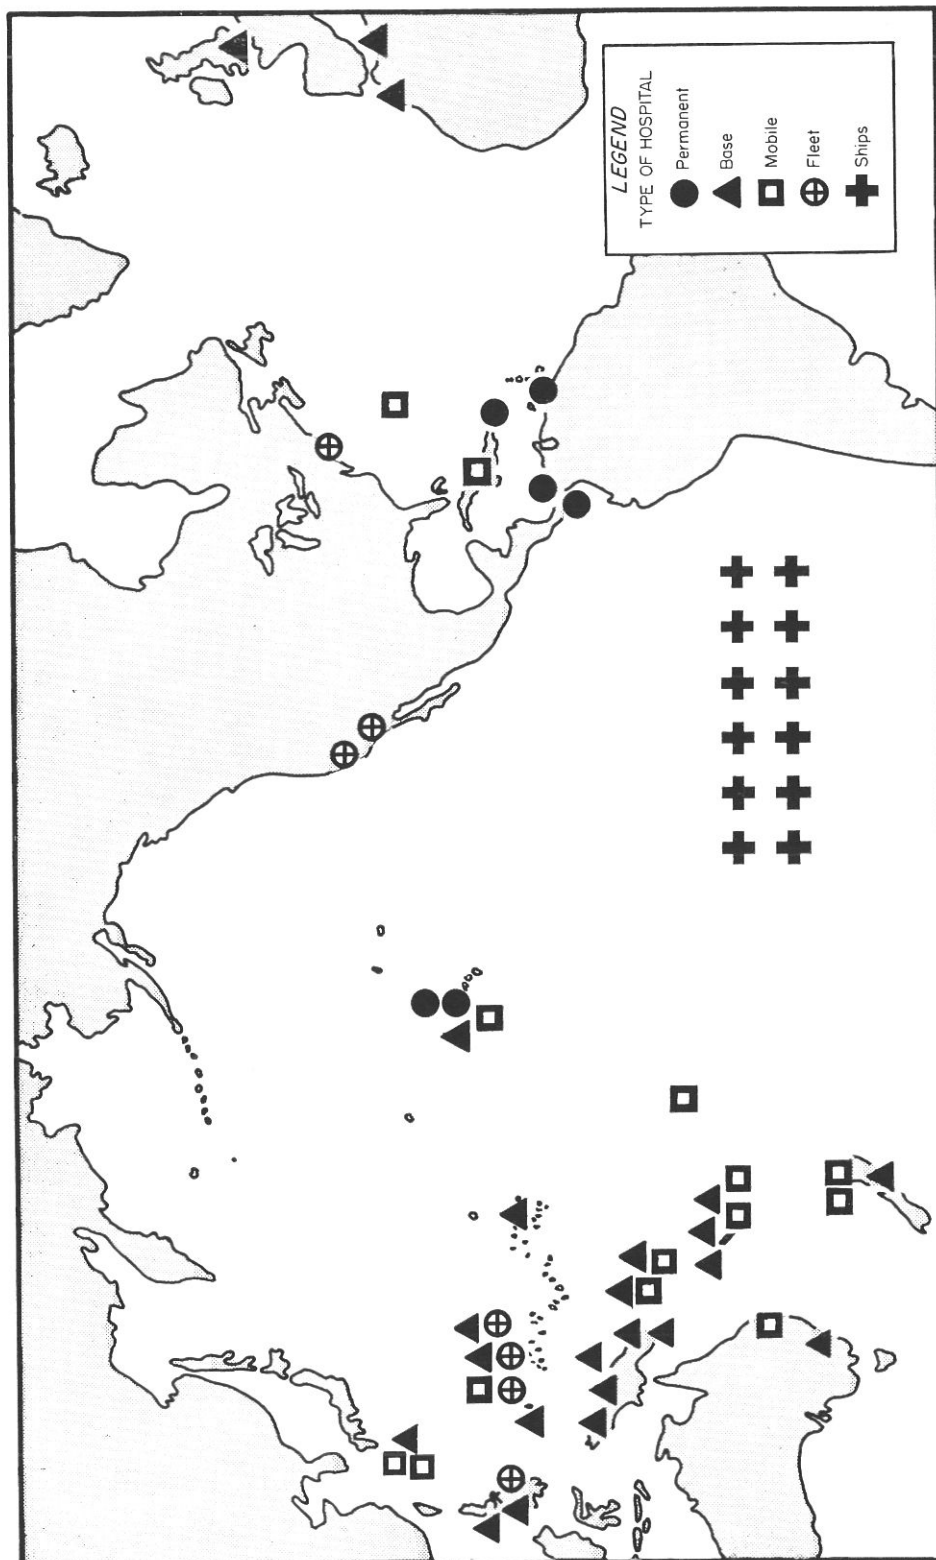 LEGEND
TYPE OF HOSPITAL
Permanent
Base
Mobile
Fleet
Ships